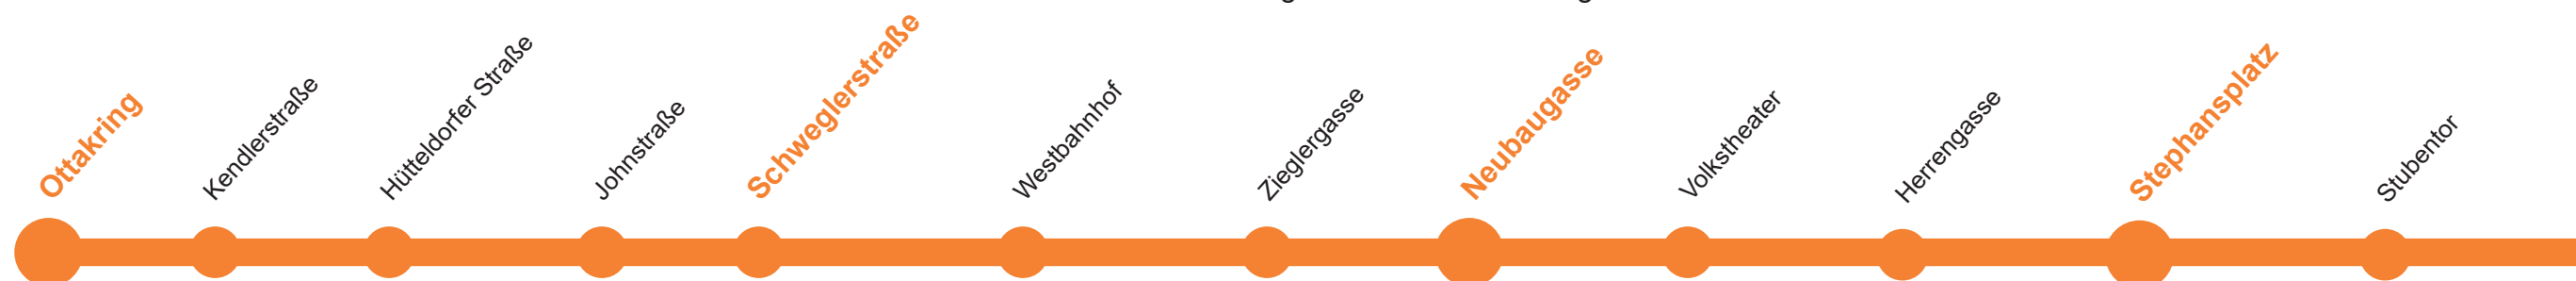 Ottakring
Kendlerstraße
Hütteldorfer Straße
Johnstraße
Schweglerstraße
Westbahnhof
Zieglergasse
Neubaugasse
Volkstheater
Herrengasse
Stephansplatz
Stubentor